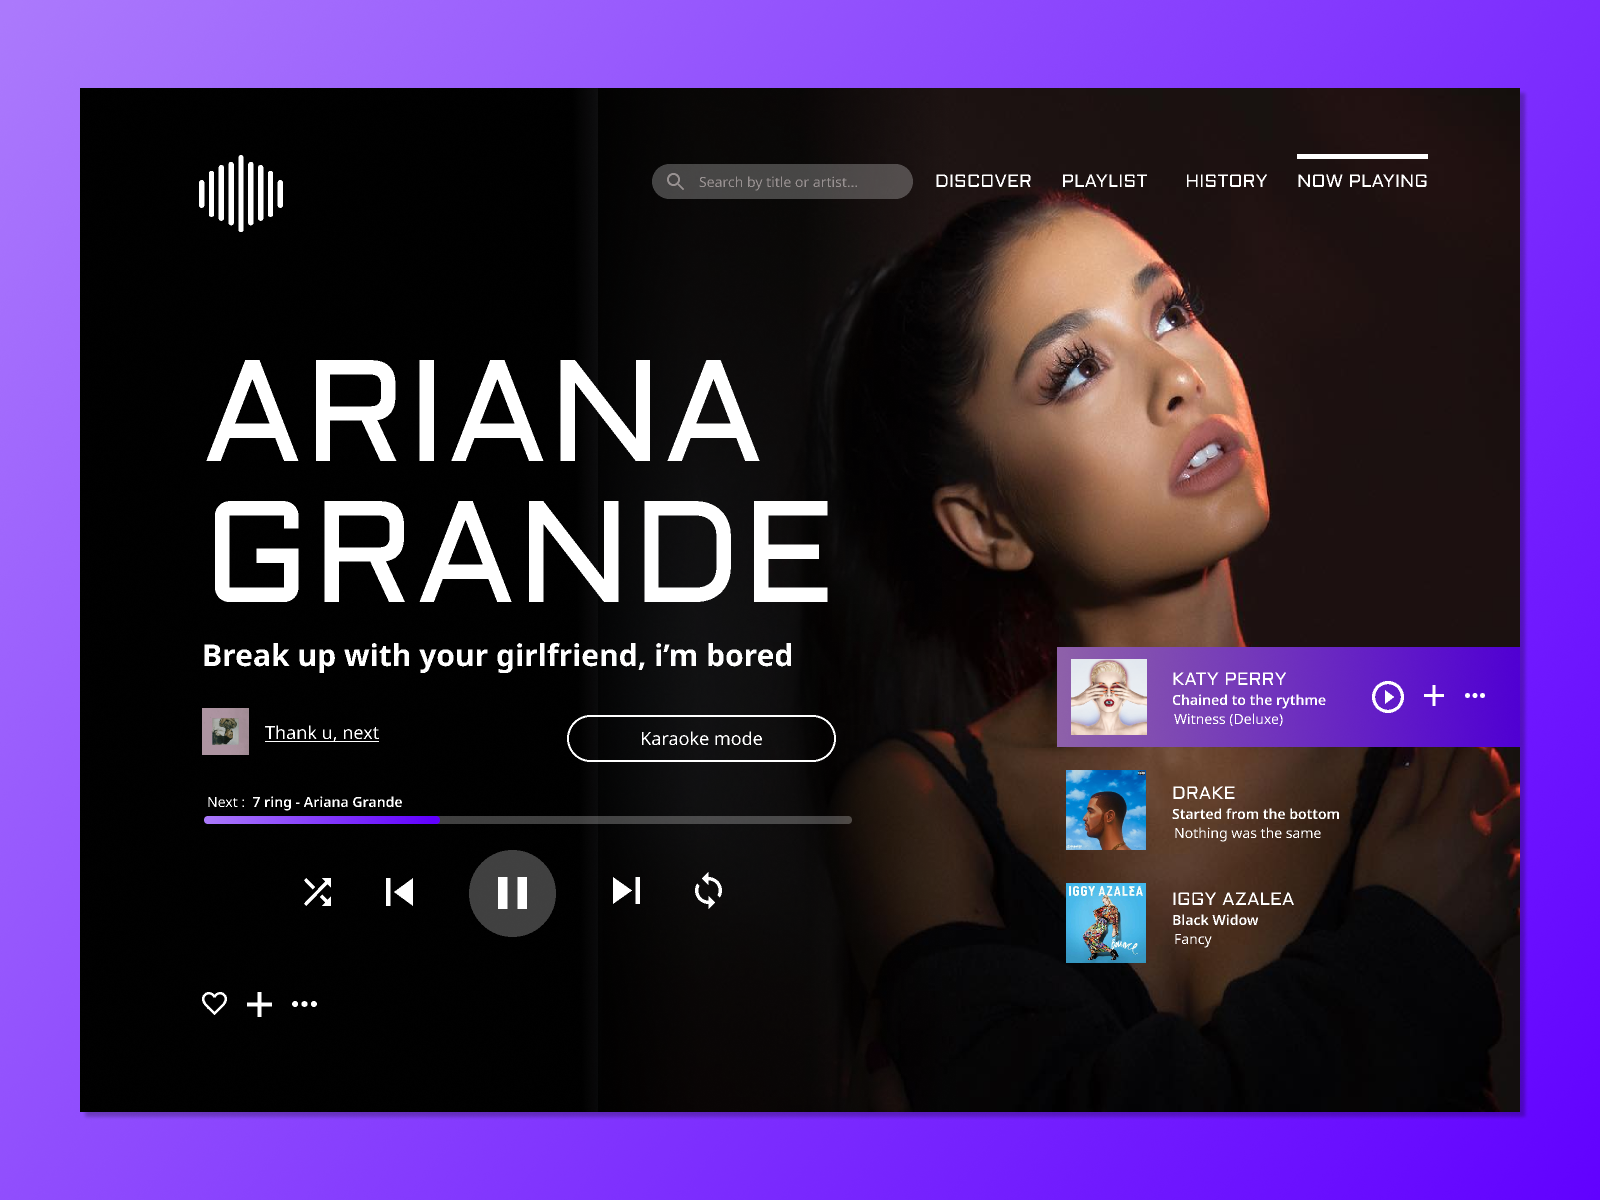 Search by title or artist...
DISCOVER
PLAYLIST
HISTORY
NOW PLAYING
ARIANA
GRANDE
Break up with your girlfriend, i'm bored
Thank u, next
Karaoke mode
Next : 7 ring - Ariana Grande
KATY PERRY
Chained to the rythme
Witness (Deluxe)
DRAKE
Started from the bottom
Nothing was the same
IGGY AZALEA
IGGY AZALEA
Black Widow
Fancy